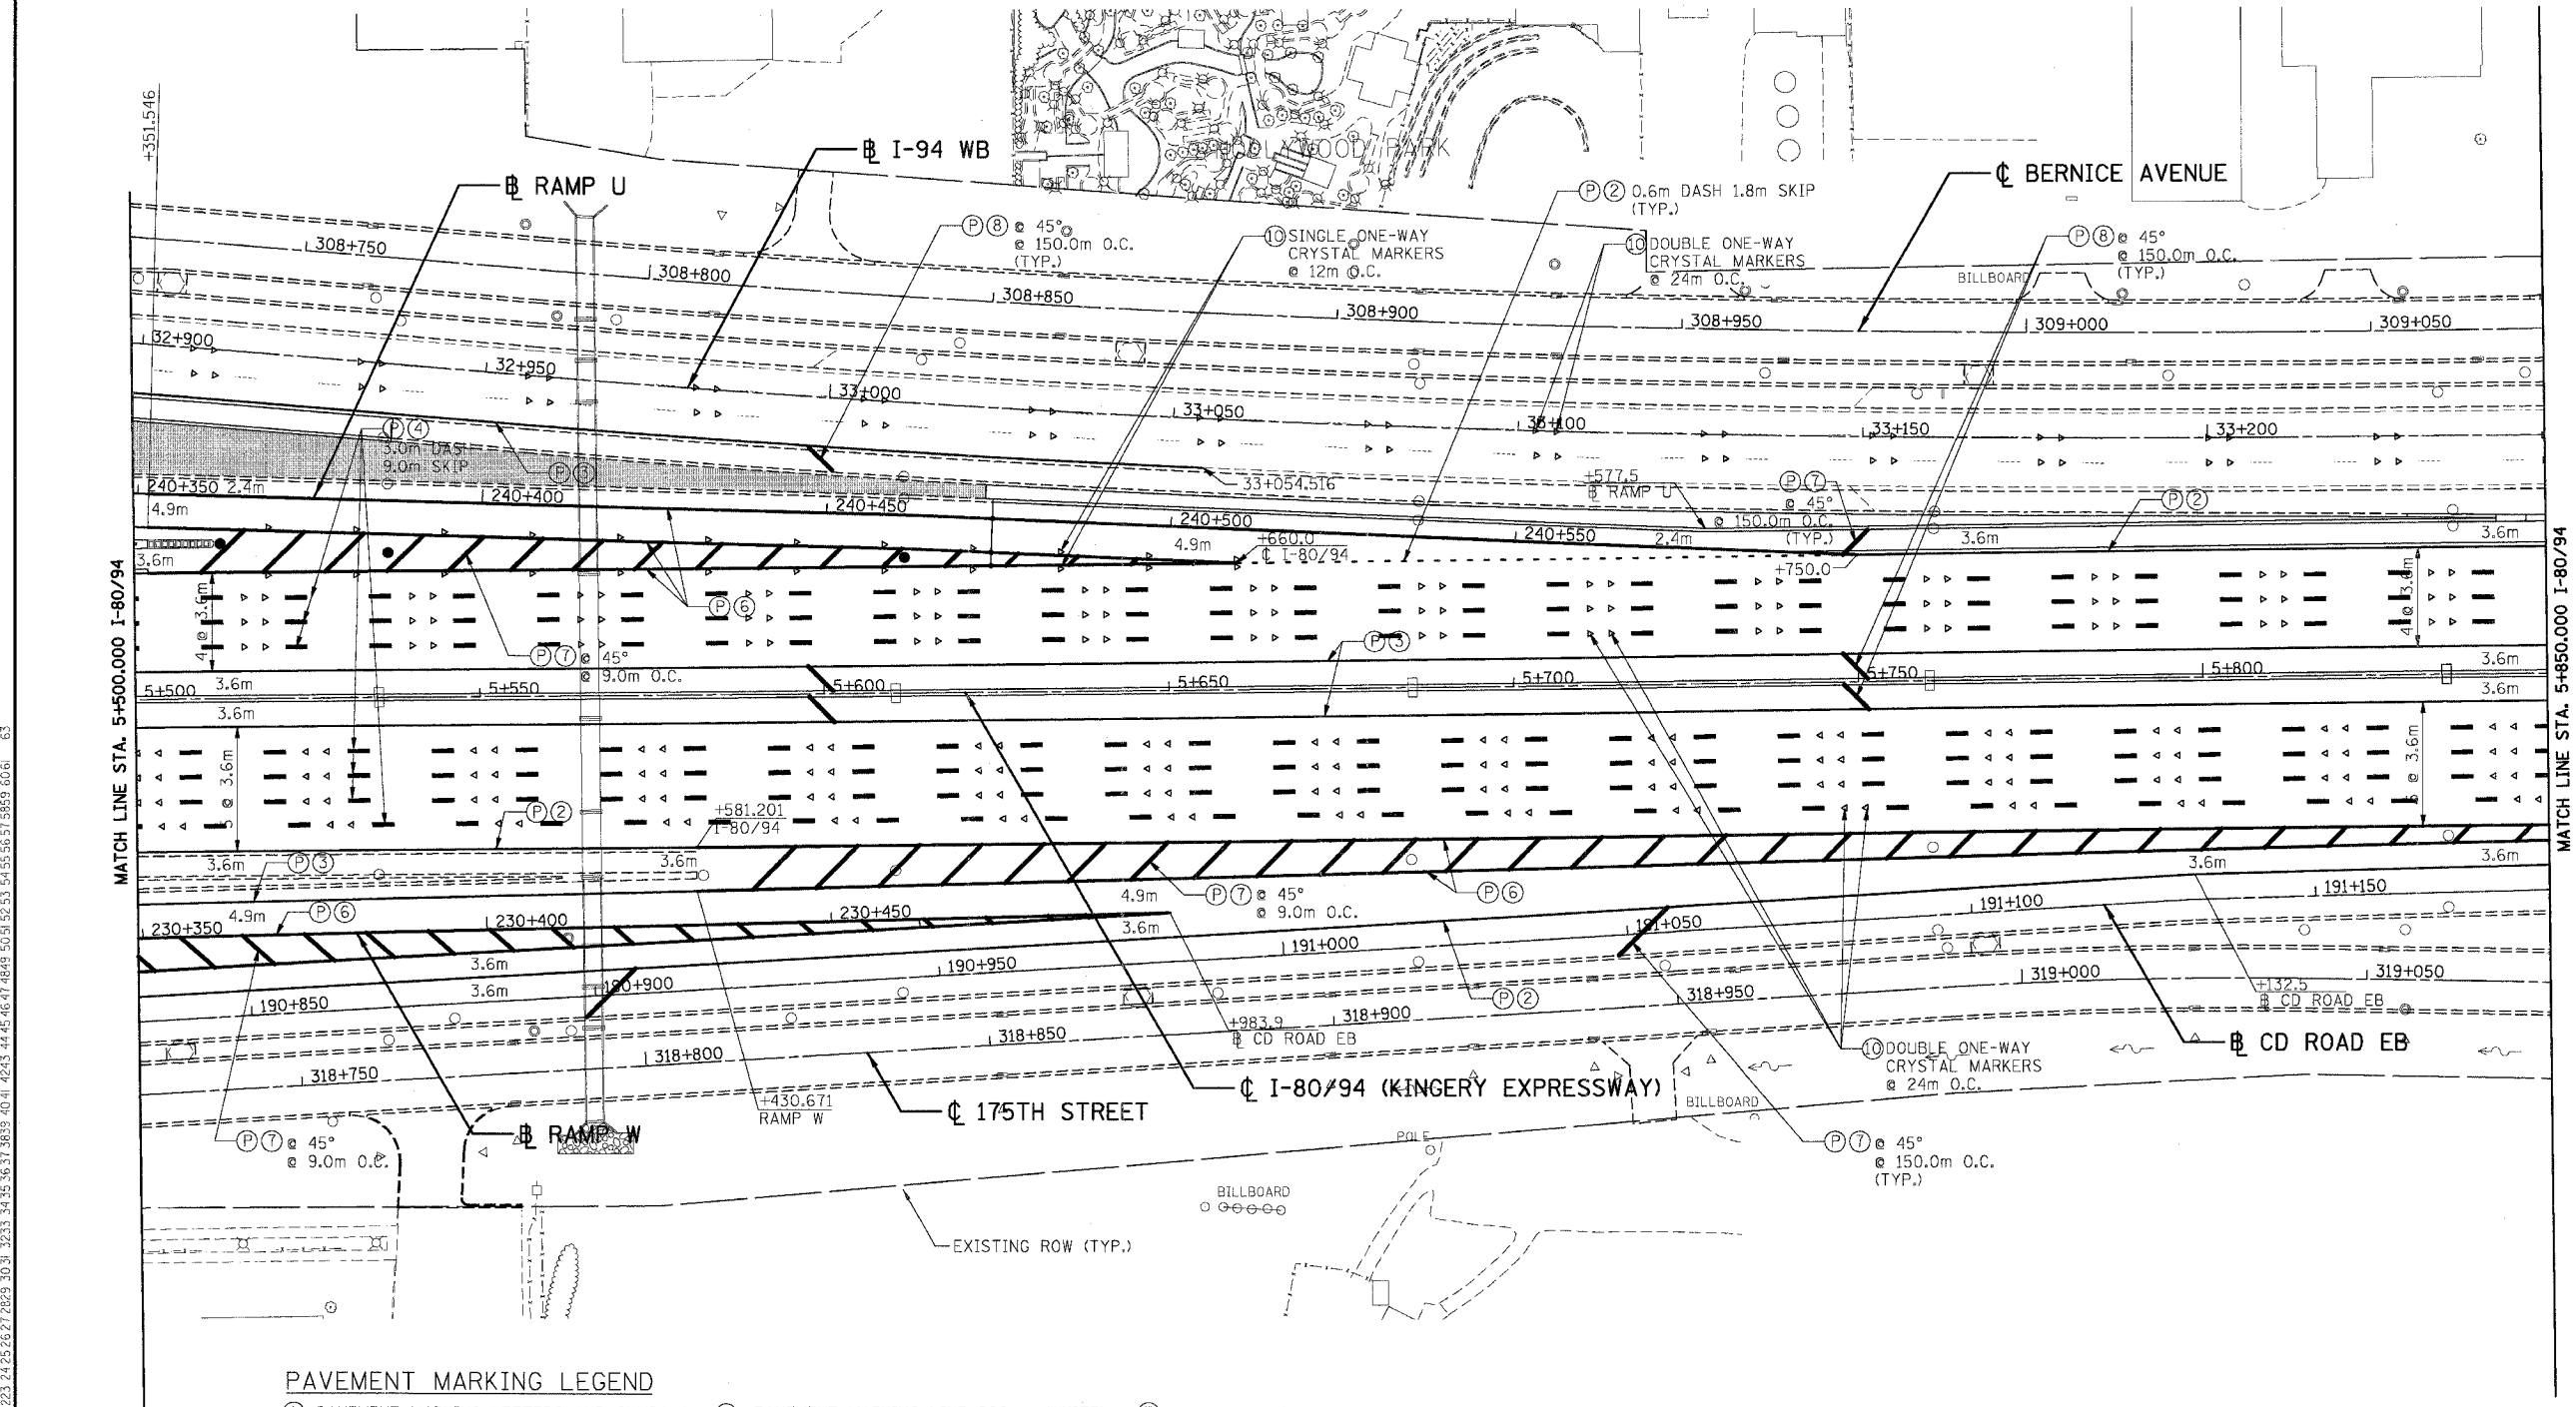 +351.546
℄ I-94 WB
HOLLYWOOD PARK
℄ BERNICE AVENUE
℄ RAMP U
P 2 0.6m DASH 1.8m SKIP
(TYP.)
P 8 @ 45°
@ 150.0m O.C.
(TYP.)
10 SINGLE ONE-WAY
CRYSTAL MARKERS
@ 12m O.C.
10 DOUBLE ONE-WAY
CRYSTAL MARKERS
@ 24m O.C.
P 8 @ 45°
@ 150.0m O.C.
(TYP.)
BILLBOARD
308+750
308+800
308+850
308+900
308+950
309+000
309+050
32+900
32+950
33+000
33+050
33+100
33+150
33+200
P 4
3.0m DASH
9.0m SKIP
33+054.516
+577.5
℄ RAMP U
P 7
@ 45°
@ 150.0m O.C.
(TYP.)
P 2
240+350 2.4m
240+400
240+450
240+500
240+550
2.4m
3.6m
3.6m
4.9m
4.9m
+660.0
℄ I-80/94
+750.0
3.6m
4 @ 3.6m
P 6
P 7 @ 45°
@ 9.0m O.C.
P 3
4 @ 3.6m
3.6m
3.6m
5+500
5+550
5+600
5+650
5+700
5+750
5+800
3.6m
3.6m
MATCH LINE STA. 5+500.000 I-80/94
MATCH LINE STA. 5+850.000 I-80/94
5 @ 3.6m
5 @ 3.6m
P 2
+581.201
I-80/94
3.6m
P 3
3.6m
3.6m
3.6m
4.9m
P 7 @ 45°
@ 9.0m O.C.
P 6
4.9m
P 6
230+350
230+400
230+450
3.6m
3.6m
3.6m
190+850
190+900
190+950
191+000
191+050
191+100
191+150
P 2
318+750
318+800
318+850
318+900
318+950
319+000
319+050
+983.9
℄ CD ROAD EB
+132.5
℄ CD ROAD EB
10 DOUBLE ONE-WAY
CRYSTAL MARKERS
@ 24m O.C.
℄ CD ROAD EB
℄ I-80/94 (KINGERY EXPRESSWAY)
BILLBOARD
+430.671
RAMP W
℄ 175TH STREET
℄ RAMP W
P 7 @ 45°
@ 9.0m O.C.
POLE
P 7 @ 45°
@ 150.0m O.C.
(TYP.)
BILLBOARD
EXISTING ROW (TYP.)
PAVEMENT MARKING LEGEND